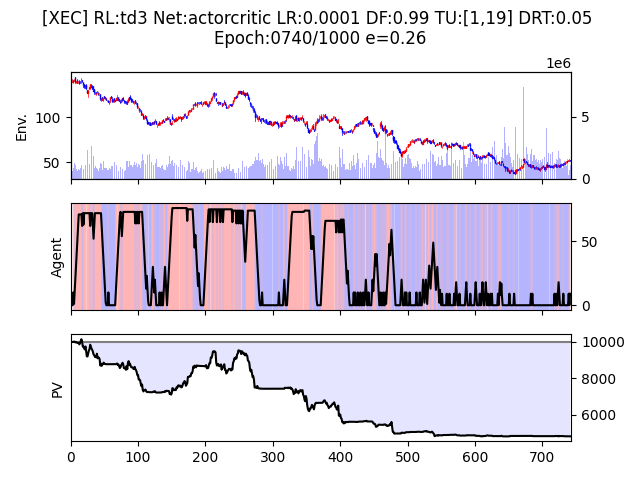 [XEC] RL:td3 Net:actorcritic LR:0.0001 DF:0.99 TU:[1,19] DRT:0.05
Epoch:0740/1000 e=0.26
1e6
Env.
100
50
5
0
Agent
50
0
PV
10000
8000
6000
0 100 200 300 400 500 600 700